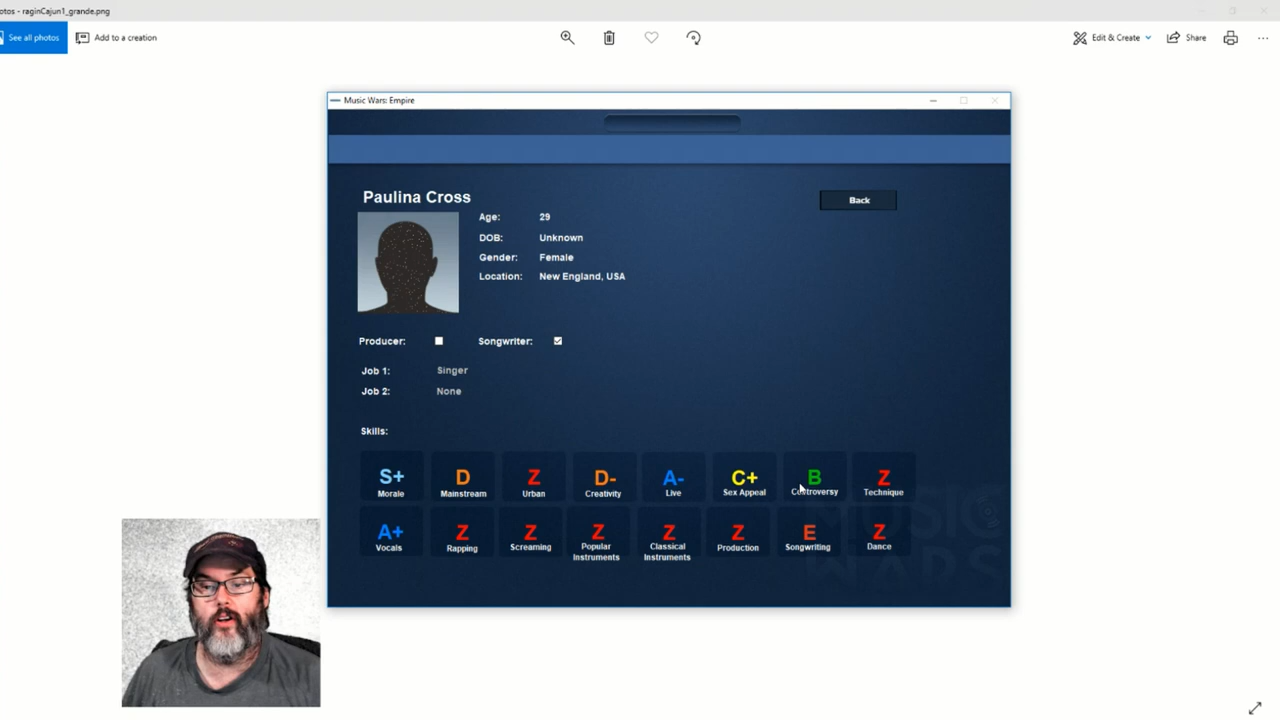 otos - raginCajun1_grande.png
See all photos
Add to a creation
Edit & Create
Share
Music Wars: Empire
Paulina Cross
Back
Age: 29
DOB: Unknown
Gender: Female
Location: New England, USA
Producer: Songwriter:
Job 1: Singer
Job 2: None
Skills:
S+ D Z D- A- C+ B Z
Morale Mainstream Urban Creativity Live Sex Appeal Controversy Technique
A+ Z Z Z Z Z E Z
Vocals Rapping Screaming Popular Instruments Classical Instruments Production Songwriting Dance
MUSIC
WARS